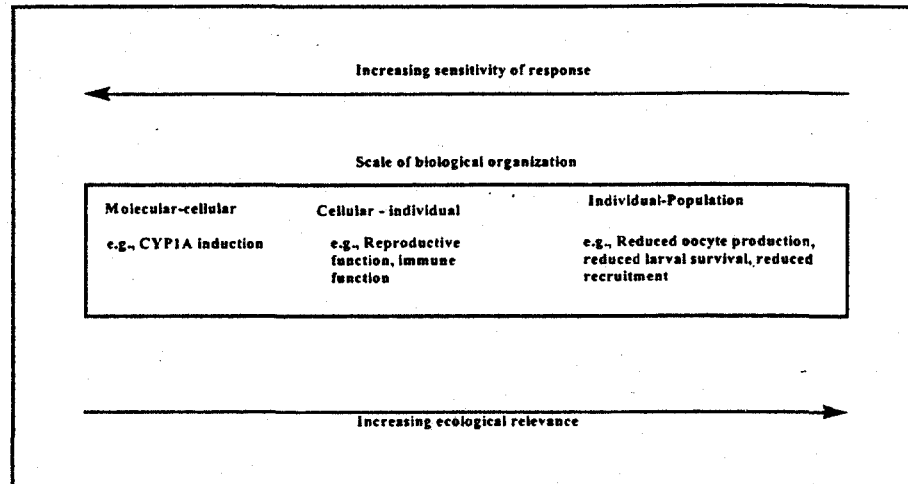 Increasing sensitivity of response
Scale of biological organization
Molecular-cellular
e.g., CYP1A induction
Cellular - individual
e.g., Reproductive
function, immune
function
Individual-Population
e.g., Reduced oocyte production,
reduced larval survival, reduced
recruitment
Increasing ecological relevance